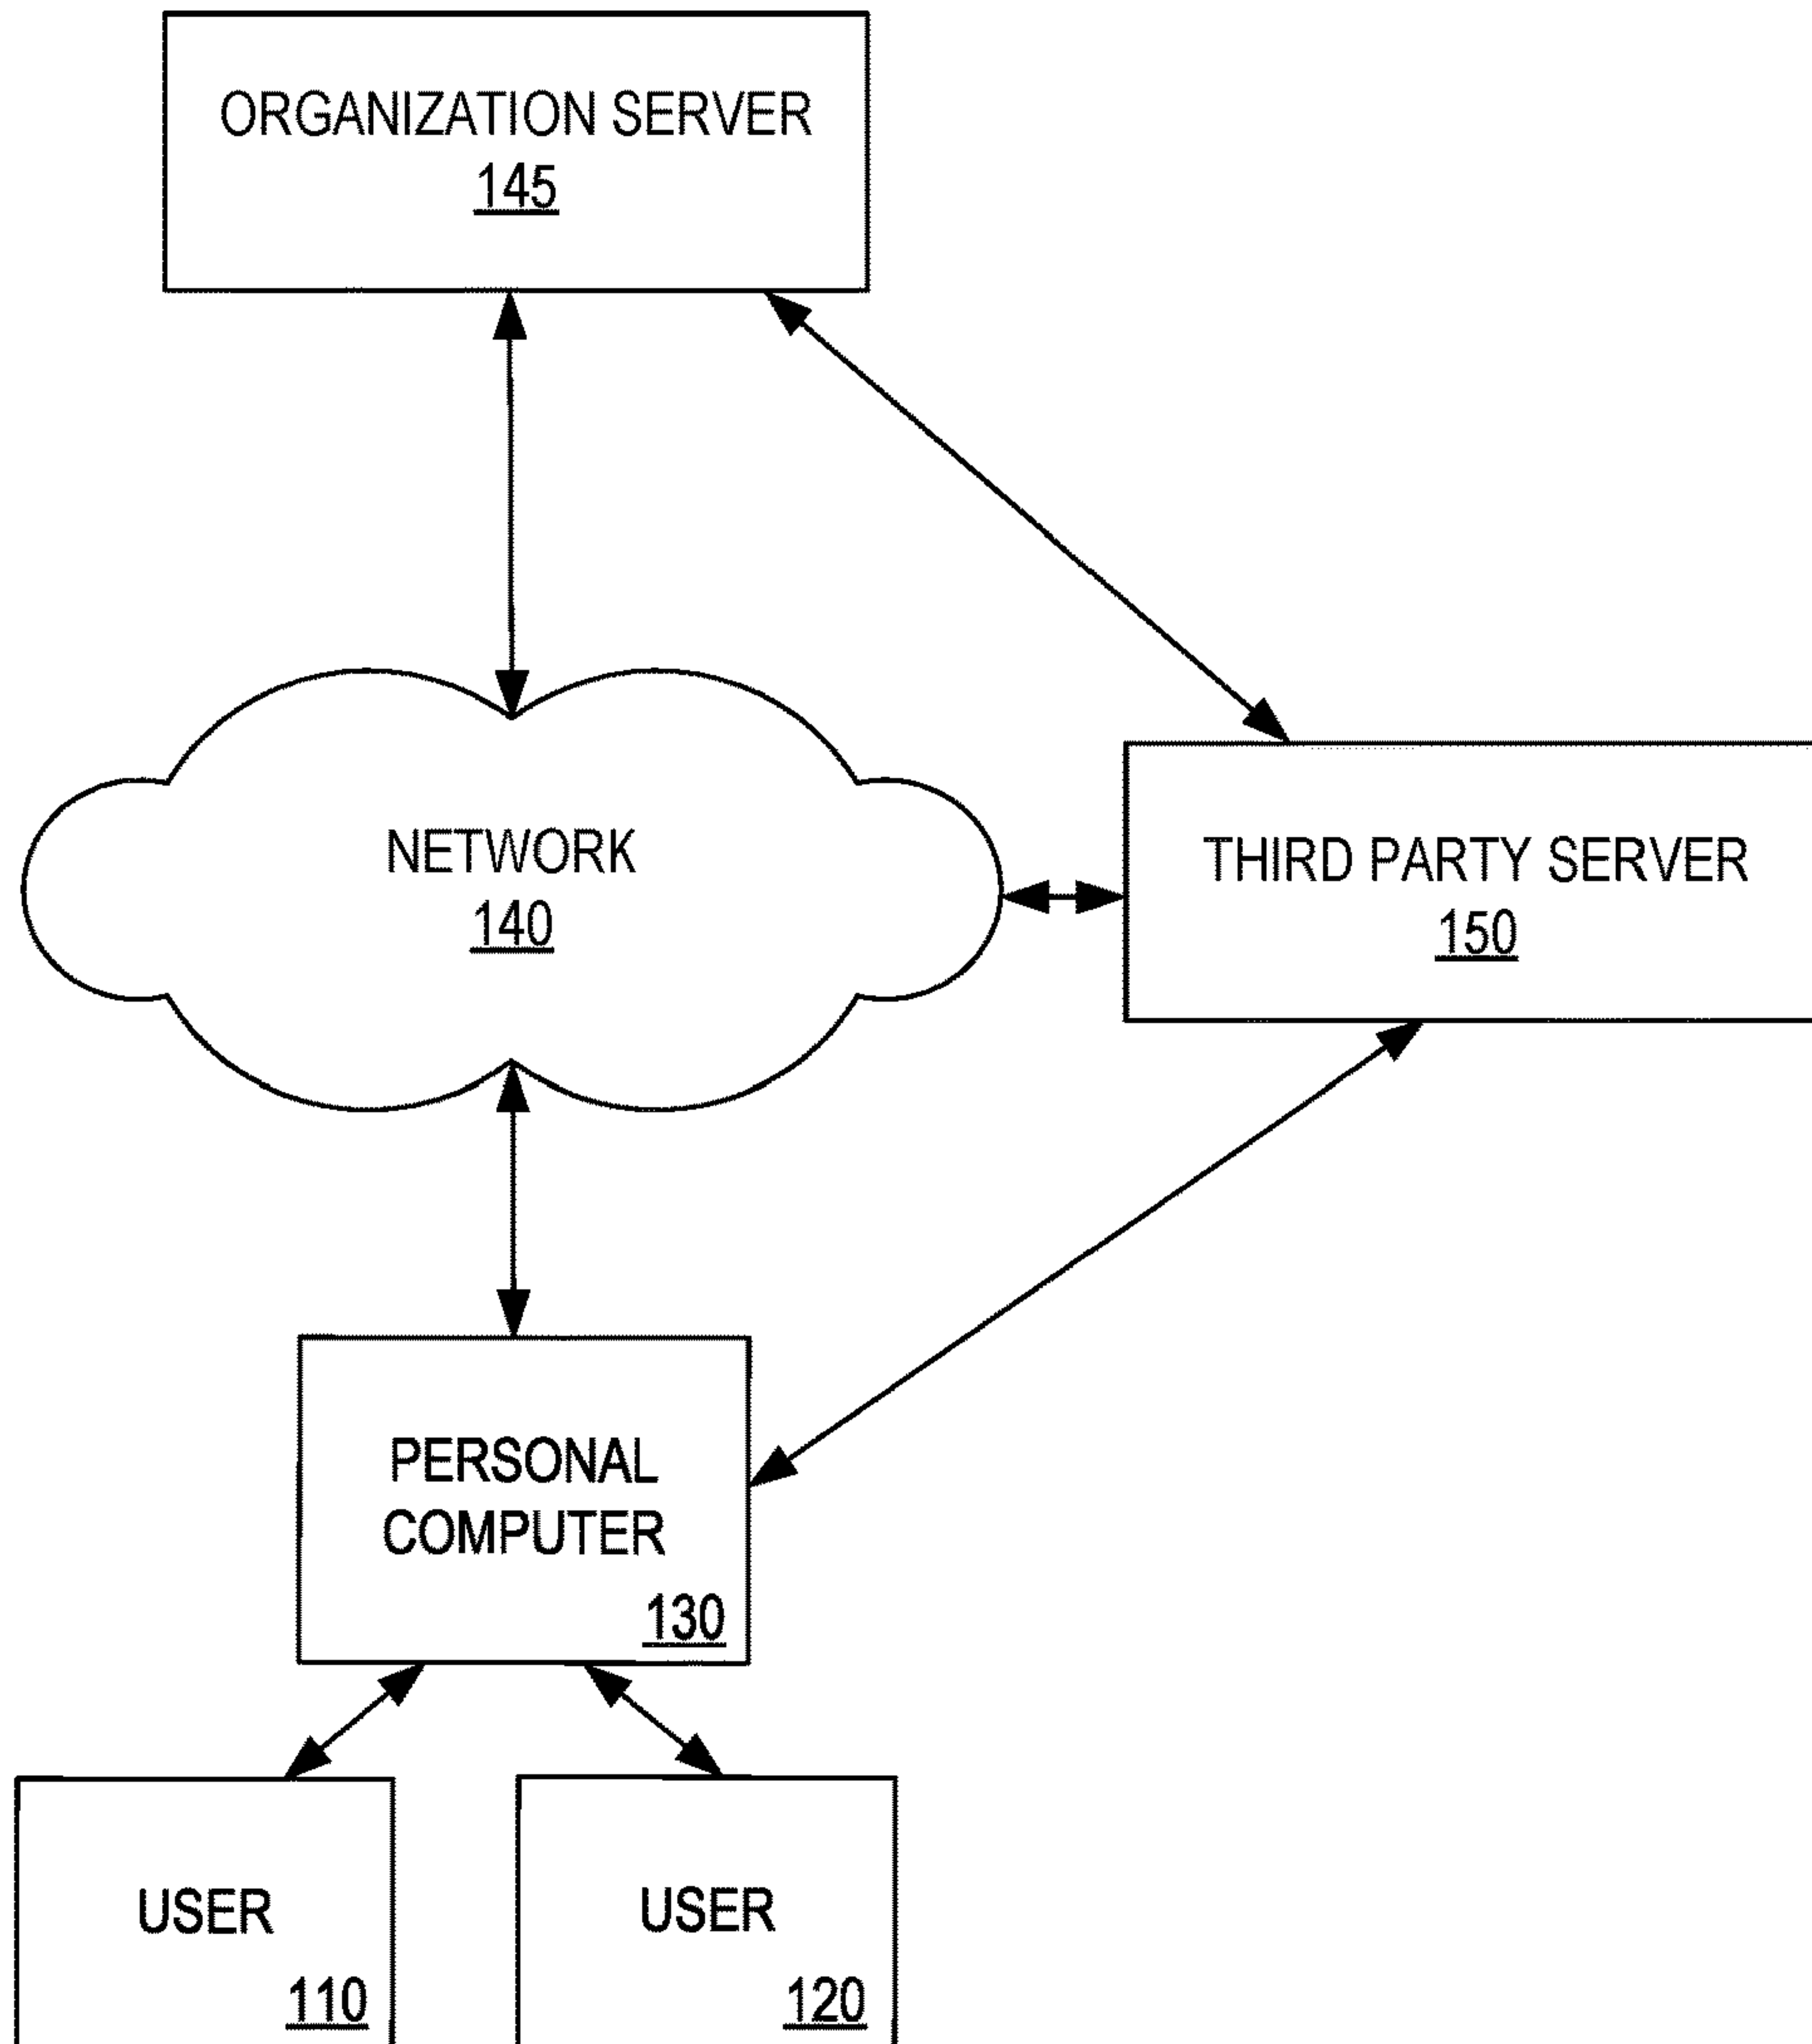 ORGANIZATION SERVER
145
NETWORK
140
THIRD PARTY SERVER
150
PERSONAL
COMPUTER
130
USER
110
USER
120